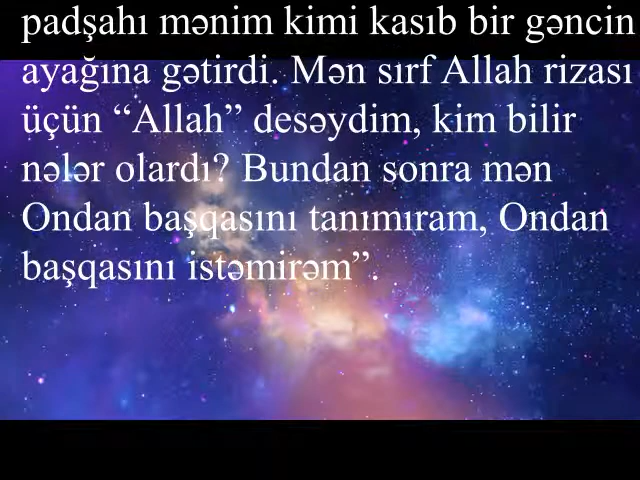 padşahı mənim kimi kasıb bir gəncin
ayağına gətirdi. Mən sırf Allah rizası
üçün “Allah” desəydim, kim bilir
nələr olardı? Bundan sonra mən
Ondan başqasını tanımıram, Ondan
başqasını istəmirəm”.